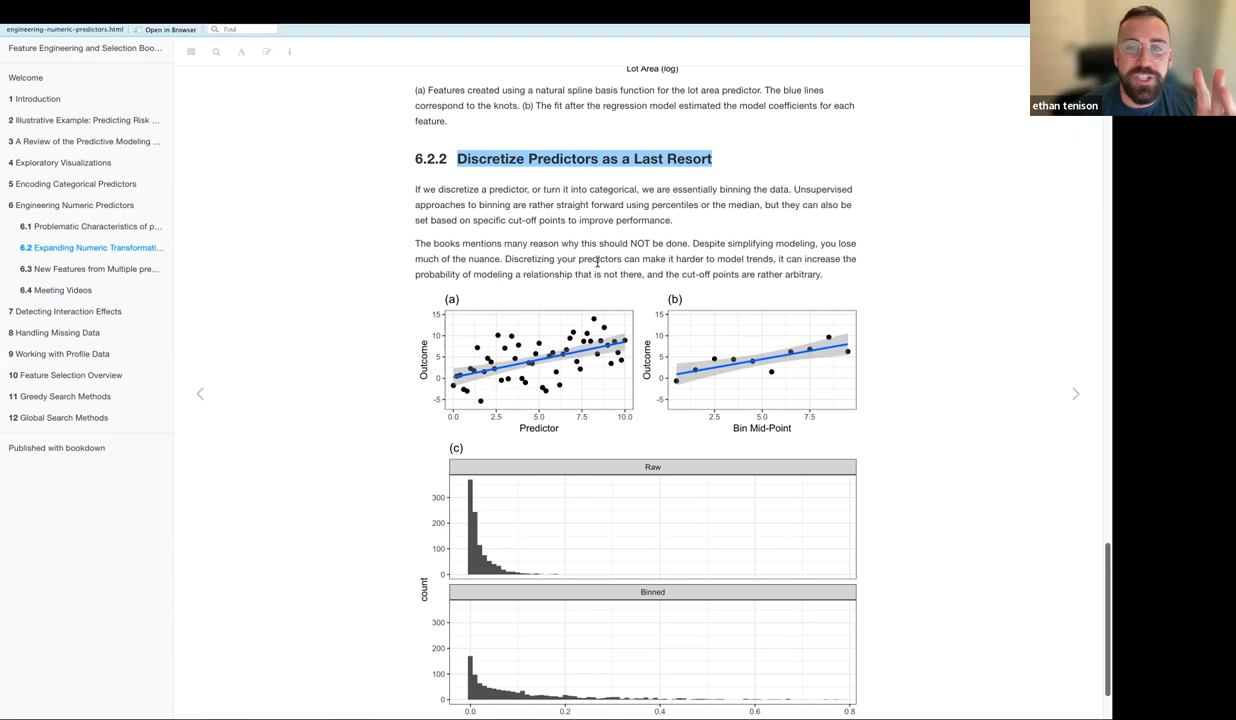 engineering-numeric-predictors.html
Open in Browser
Find
ethan tenison
Feature Engineering and Selection Boo...
Welcome
1 Introduction
2 Illustrative Example: Predicting Risk ...
3 A Review of the Predictive Modeling ...
4 Exploratory Visualizations
5 Encoding Categorical Predictors
6 Engineering Numeric Predictors
6.1 Problematic Characteristics of p...
6.2 Expanding Numeric Transformati...
6.3 New Features from Multiple pre...
6.4 Meeting Videos
7 Detecting Interaction Effects
8 Handling Missing Data
9 Working with Profile Data
10 Feature Selection Overview
11 Greedy Search Methods
12 Global Search Methods
Published with bookdown
Lot Area (log)
(a) Features created using a natural spline basis function for the lot area predictor. The blue lines
correspond to the knots. (b) The fit after the regression model estimated the model coefficients for each
feature.
6.2.2 Discretize Predictors as a Last Resort
If we discretize a predictor, or turn it into categorical, we are essentially binning the data. Unsupervised
approaches to binning are rather straight forward using percentiles or the median, but they can also be
set based on specific cut-off points to improve performance.
The books mentions many reason why this should NOT be done. Despite simplifying modeling, you lose
much of the nuance. Discretizing your predictors can make it harder to model trends, it can increase the
probability of modeling a relationship that is not there, and the cut-off points are rather arbitrary.
(a)
15
10
5
0
-5
Outcome
0.0 2.5 5.0 7.5 10.0
Predictor
(b)
15
10
5
0
-5
Outcome
2.5 5.0 7.5
Bin Mid-Point
(c)
Raw
300
200
100
0
count
Binned
300
200
100
0
0.0 0.2 0.4 0.6 0.8